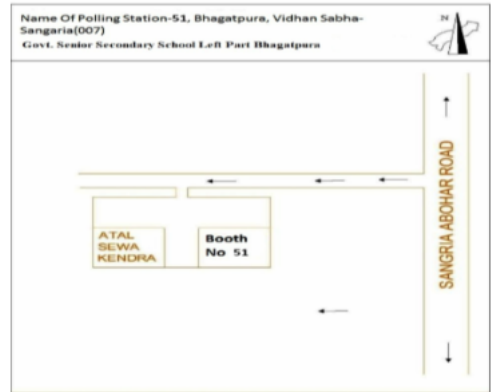 Name Of Polling Station-51, Bhagatpura, Vidhan Sabha-
Sangaria(007)
Govt. Senior Secondary School Left Part Bhagatpura
N
SANGRIA ABOHAR ROAD
ATAL
SEWA
KENDRA
Booth
No 51